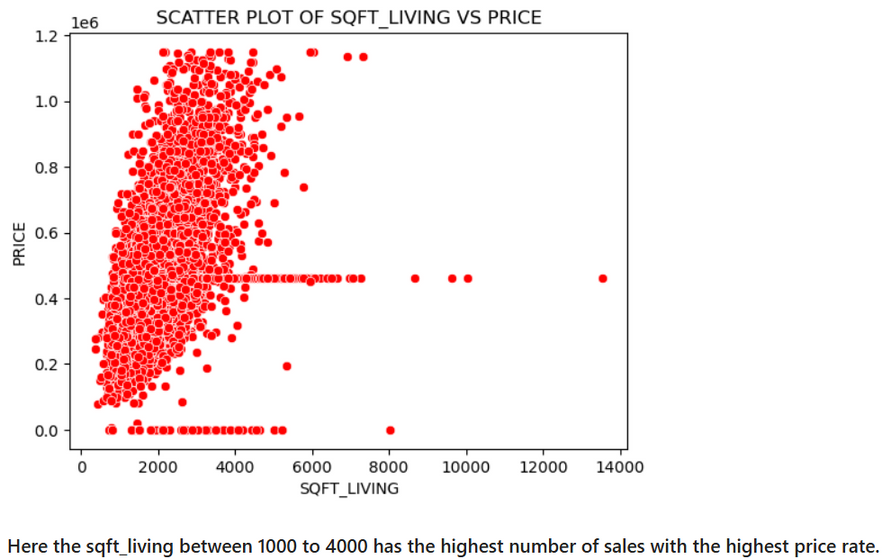 SCATTER PLOT OF SQFT_LIVING VS PRICE
1e6
1.2
1.0
0.8
0.6
0.4
0.2
0.0
PRICE
0 2000 4000 6000 8000 10000 12000 14000
SQFT_LIVING
Here the sqft_living between 1000 to 4000 has the highest number of sales with the highest price rate.